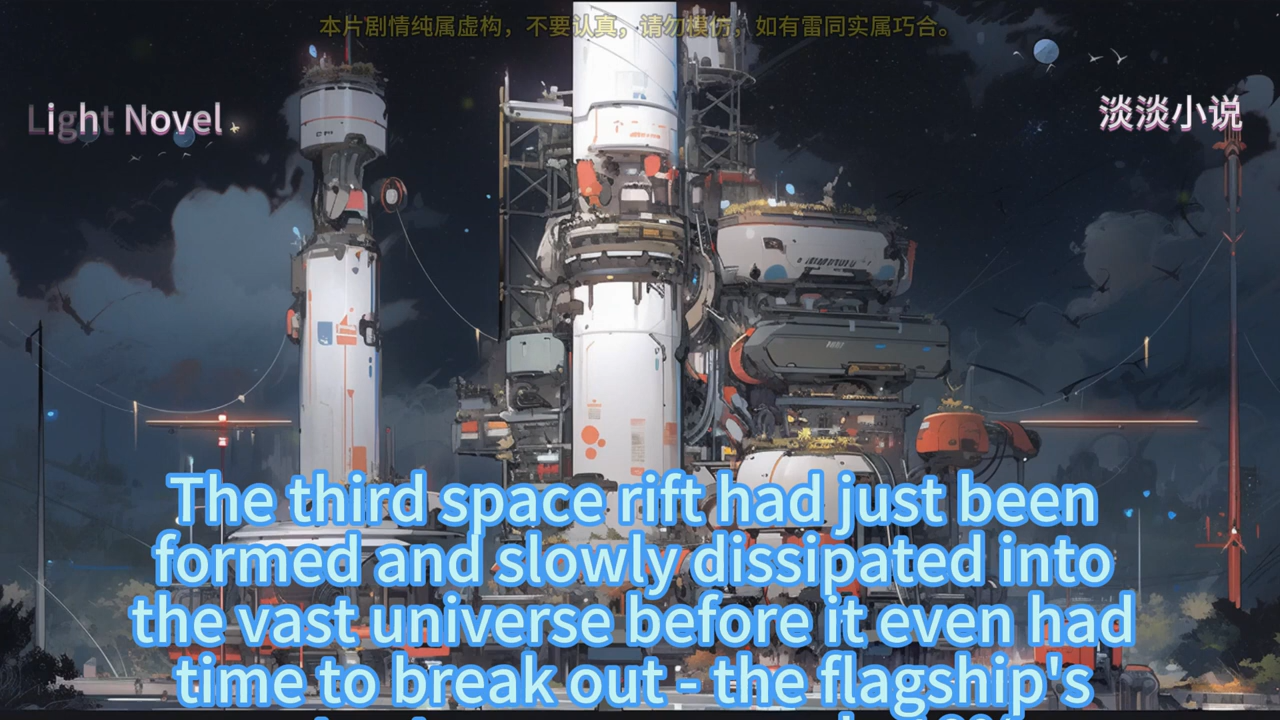 本片剧情纯属虚构，不要认真，请勿模仿，如有雷同实属巧合。
Light Novel
淡淡小说
The third space rift had just been
formed and slowly dissipated into
the vast universe before it even had
time to break out - the flagship's